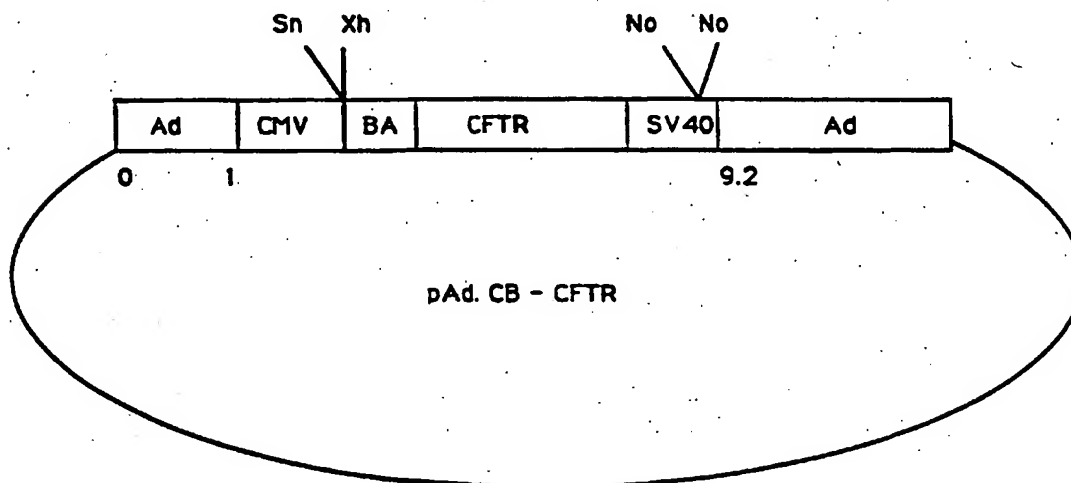 Sn Xh No No
Ad CMV BA CFTR SV40 Ad
0 1 9.2
pAd. CB - CFTR